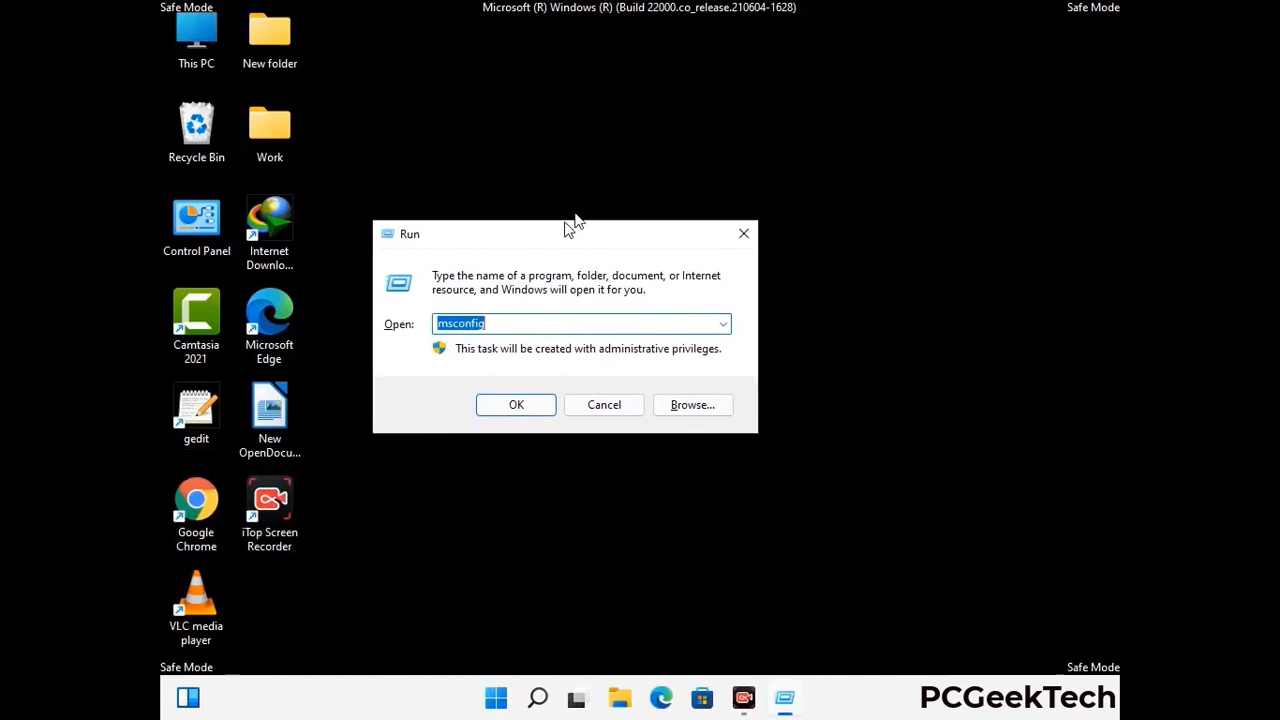 Safe Mode
Microsoft (R) Windows (R) (Build 22000.co_release.210604-1628)
Safe Mode
This PC
New folder
Recycle Bin
Work
Control Panel
Internet
Downlo...
Camtasia
2021
Microsoft
Edge
gedit
New
OpenDocu...
Google
Chrome
iTop Screen
Recorder
VLC media
player
Run
Type the name of a program, folder, document, or Internet
resource, and Windows will open it for you.
Open:
msconfig
This task will be created with administrative privileges.
OK
Cancel
Browse...
Safe Mode
Safe Mode
PCGeekTech